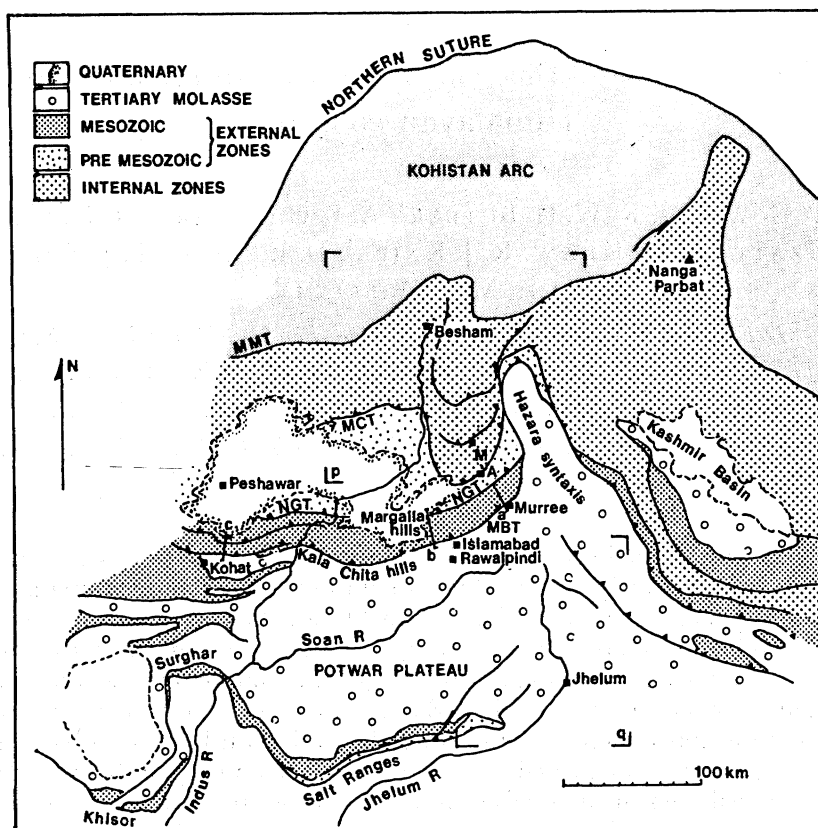 QUATERNARY
TERTIARY MOLASSE
MESOZOIC
PRE MESOZOIC
EXTERNAL
ZONES
INTERNAL ZONES
NORTHERN SUTURE
KOHISTAN ARC
Nanga
Parbat
Besham
MMT
N
MCT
Hazara syntaxis
Kashmir
Basin
M
A
p
Peshawar
NGT
NGT
Margalla
hills
a
Murree
MBT
c
c
Kohat
Kala Chita hills
b
Islamabad
Rawalpindi
Soan R
Surghar
POTWAR PLATEAU
Jhelum
q
Salt Ranges
Jhelum R
Indus R
Khisor
100 km